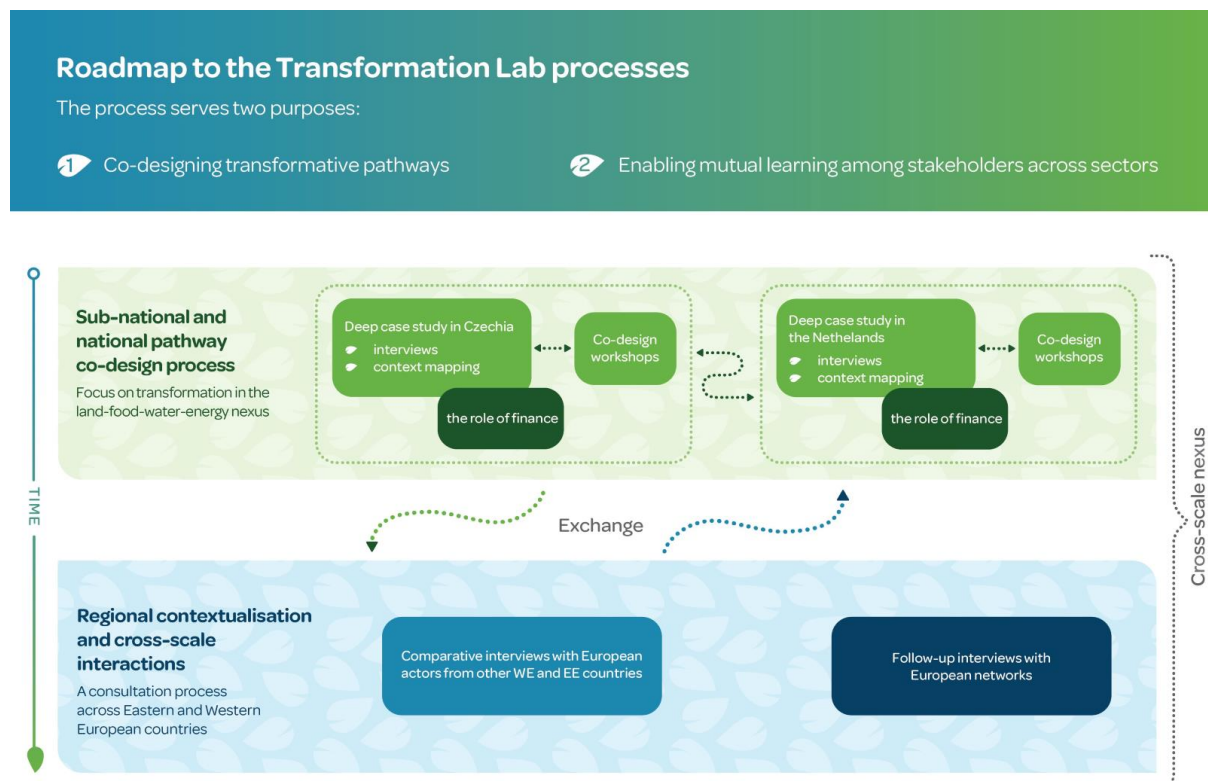 Roadmap to the Transformation Lab processes
The process serves two purposes:
1 Co-designing transformative pathways
2 Enabling mutual learning among stakeholders across sectors
TIME
Sub-national and
national pathway
co-design process
Focus on transformation in the
land-food-water-energy nexus
Deep case study in Czechia
interviews
context mapping
the role of finance
Co-design
workshops
Deep case study in
the Nethelands
interviews
context mapping
the role of finance
Co-design
workshops
Exchange
Cross-scale nexus
Regional contextualisation
and cross-scale
interactions
A consultation process
across Eastern and Western
European countries
Comparative interviews with European
actors from other WE and EE countries
Follow-up interviews with
European networks